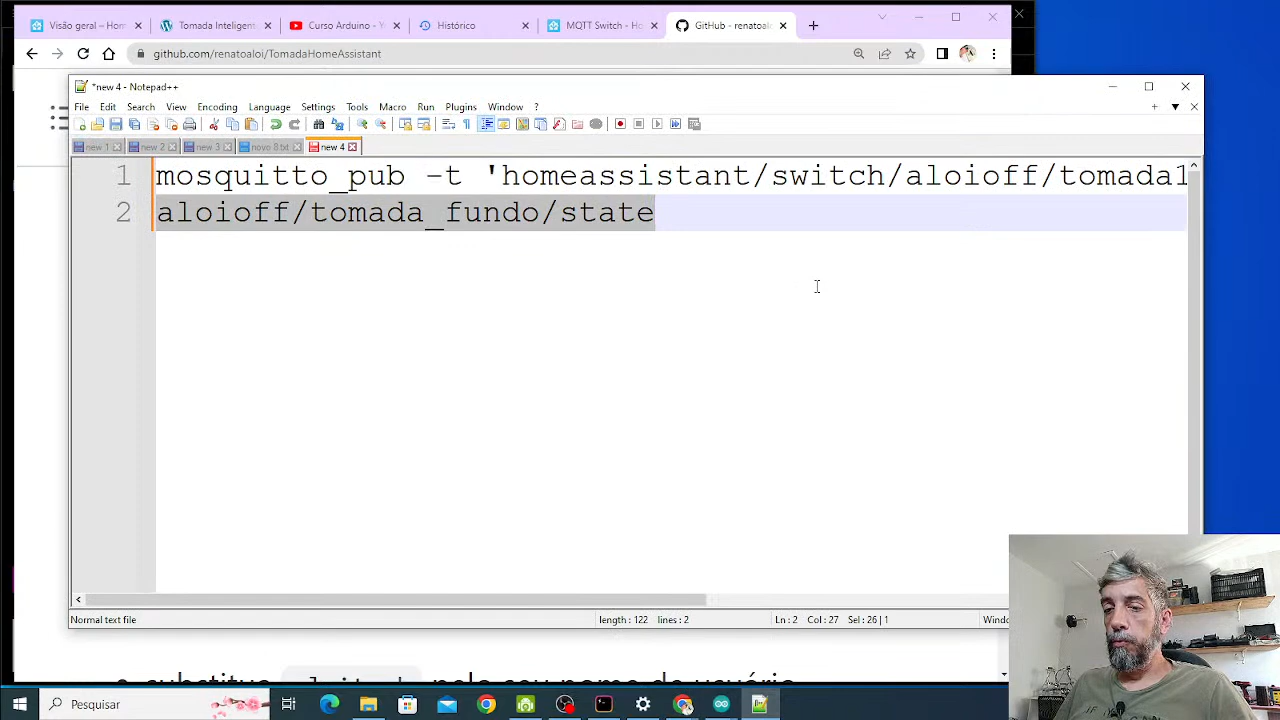 Visão geral – Hom
Tomada Inteligent
Curso Arduino - Y
Histórico
MQTT Switch - Ho
GitHub - renatoalo
github.com/renatoaloi/TomadaHomeAssistant
*new 4 - Notepad++
File Edit Search View Encoding Language Settings Tools Macro Run Plugins Window ?
new 1 new 2 new 3 novo 8.txt new 4
1 mosquitto_pub -t 'homeassistant/switch/aloioff/tomada1
2 aloioff/tomada_fundo/state
Normal text file length : 122 lines : 2 Ln : 2 Col : 27 Sel : 26 | 1 Windo
Pesquisar